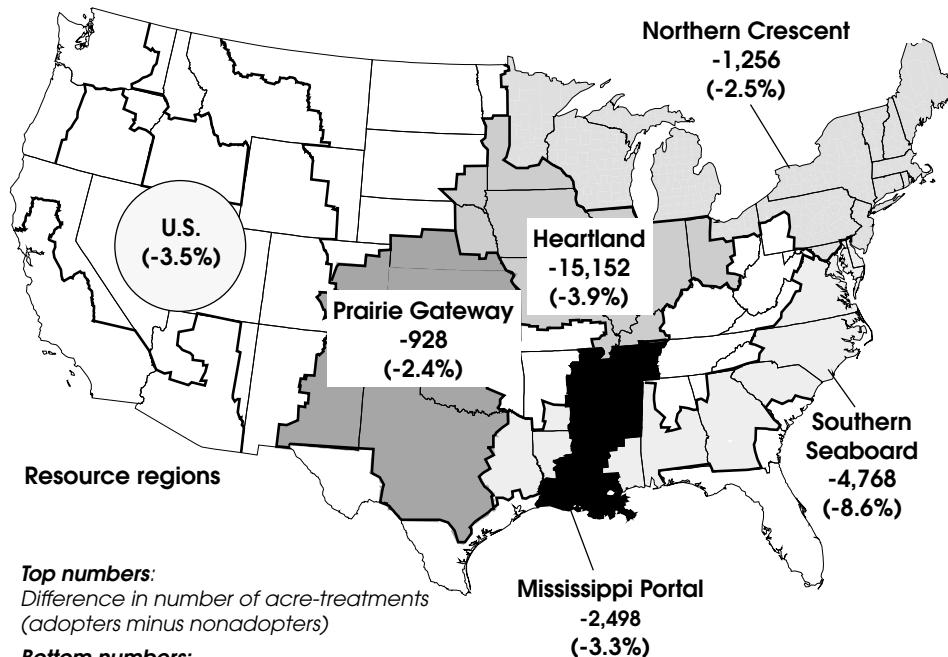 Northern Crescent
-1,256
(-2.5%)
U.S.
(-3.5%)
Heartland
-15,152
(-3.9%)
Prairie Gateway
-928
(-2.4%)
Southern
Seaboard
-4,768
(-8.6%)
Resource regions
Mississippi Portal
-2,498
(-3.3%)
Top numbers:
Difference in number of acre-treatments
(adopters minus nonadopters)
Bottom numbers: